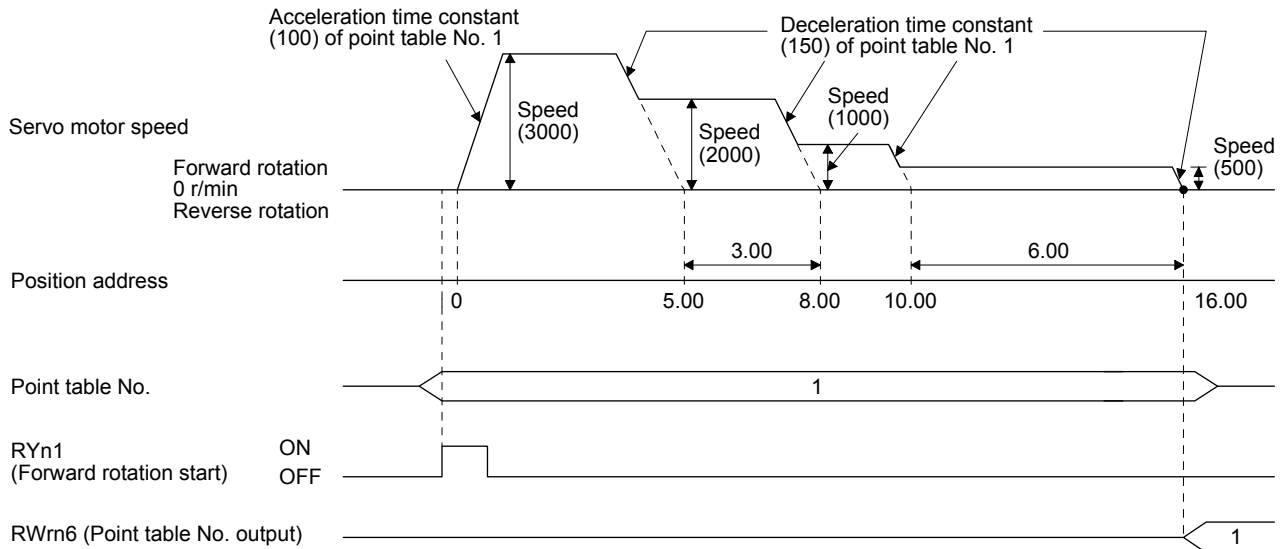 Acceleration time constant
(100) of point table No. 1
Deceleration time constant
(150) of point table No. 1
Servo motor speed
Speed
(3000)
Speed
(2000)
Speed
(1000)
Speed
(500)
Forward rotation
0 r/min
Reverse rotation
3.00
6.00
Position address
0
5.00
8.00
10.00
16.00
Point table No.
1
RYn1
(Forward rotation start)
ON
OFF
RWrn6 (Point table No. output)
1